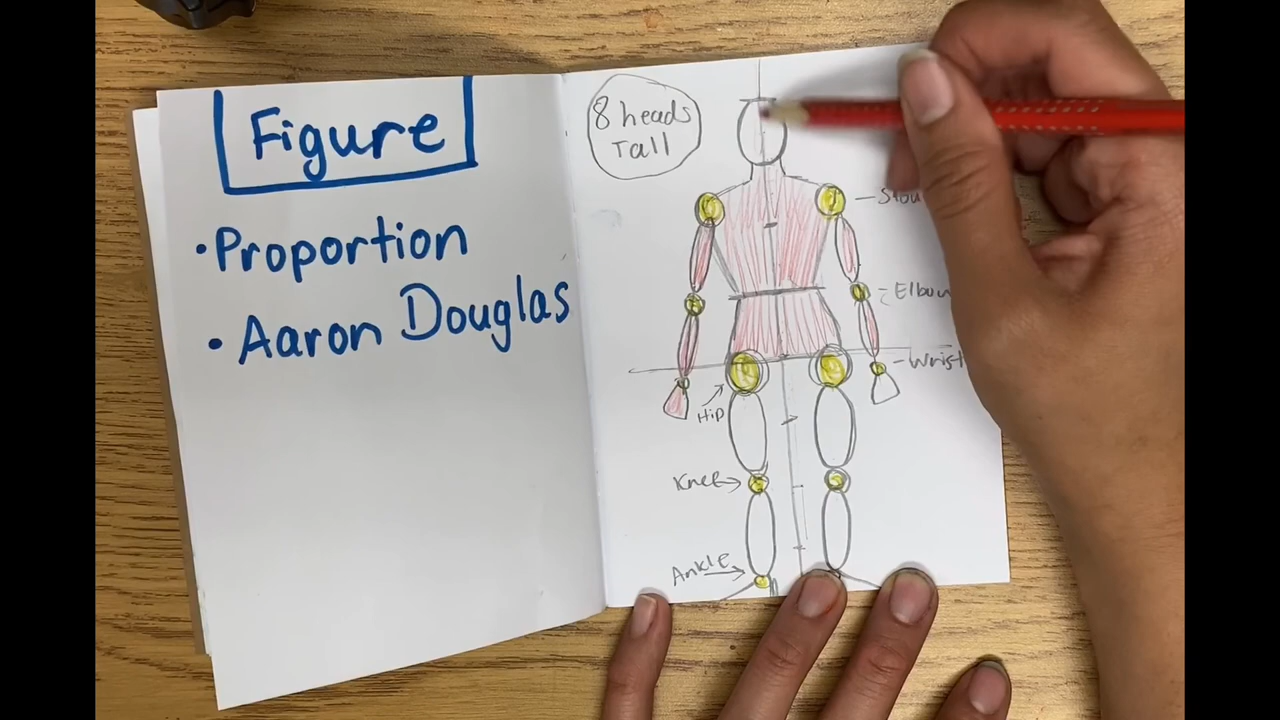 Figure
• Proportion
• Aaron Douglas
8 heads
Tall
Elbow
Wrist
Hip
Knee
Ankle